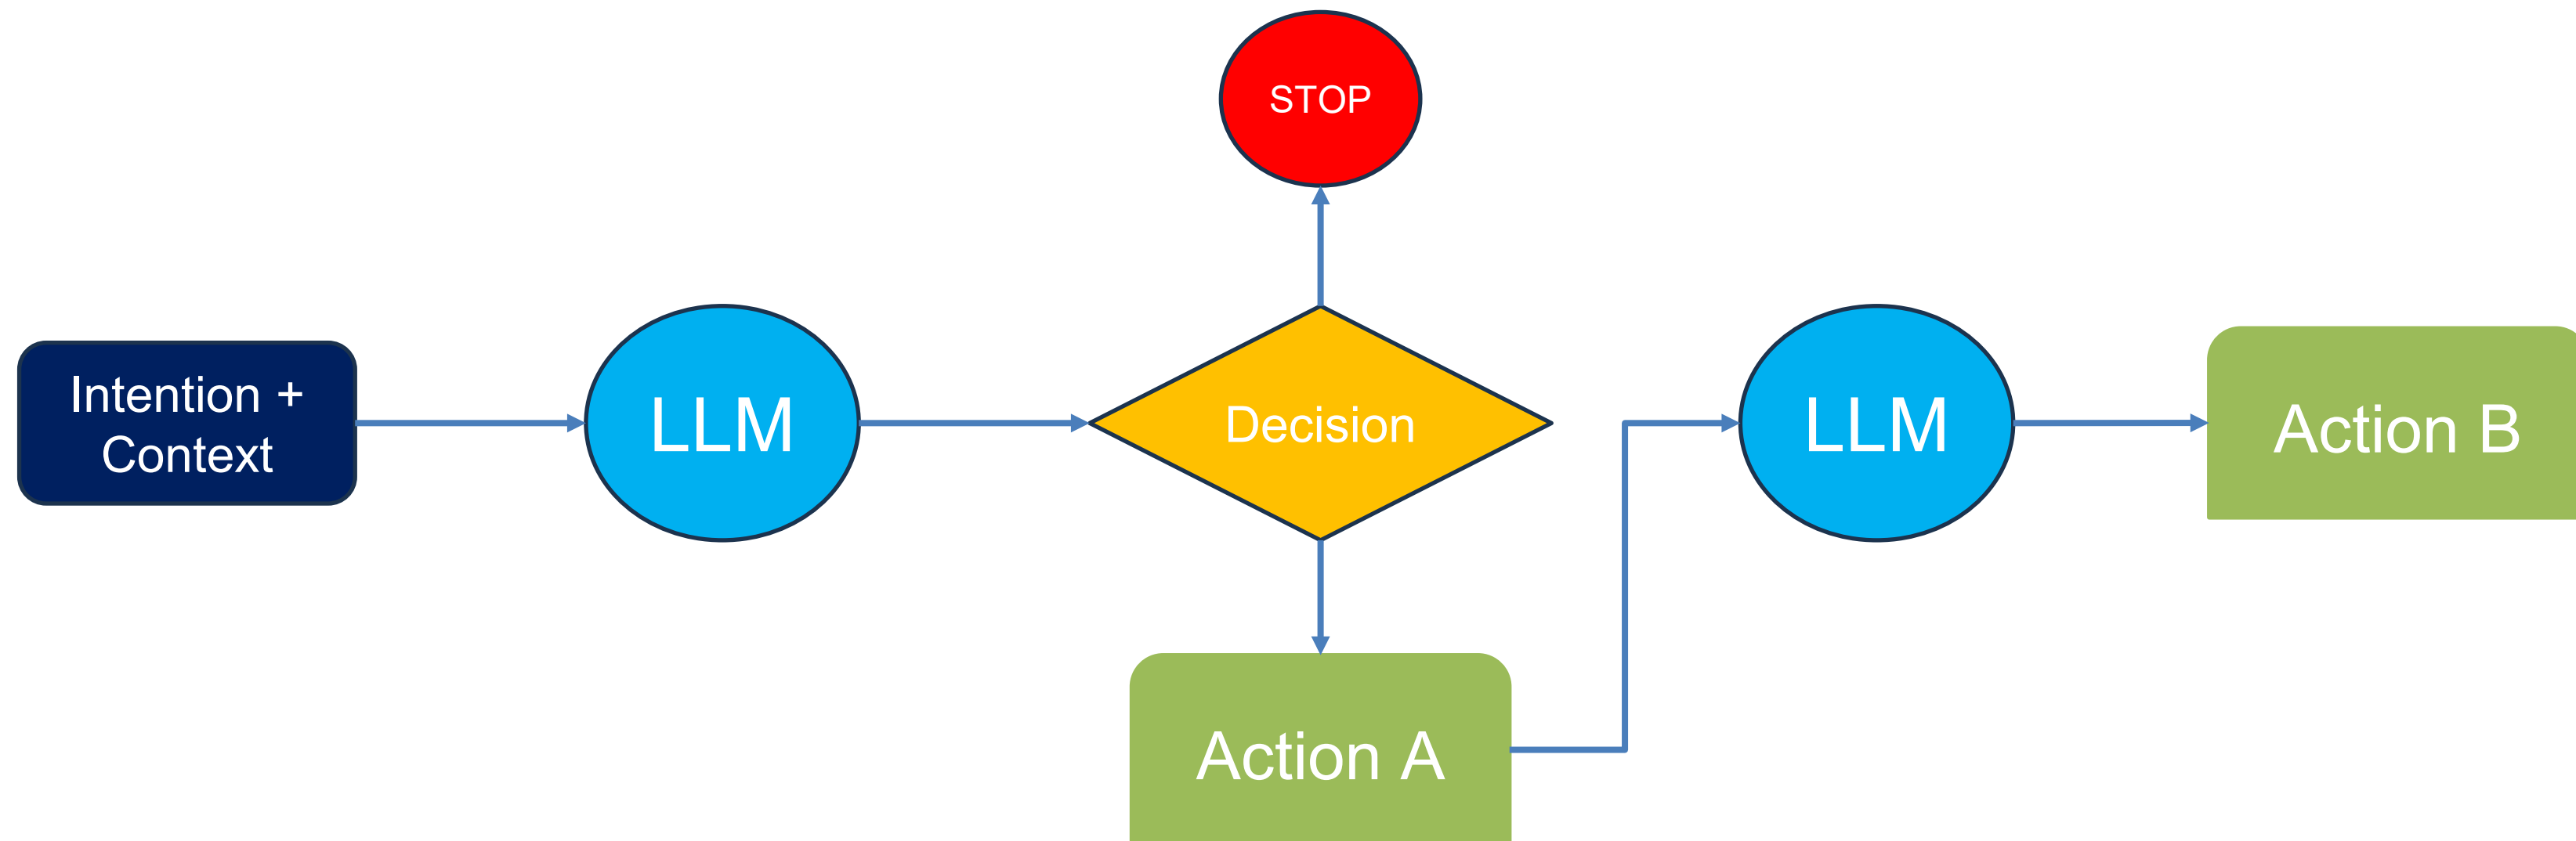 STOP
Intention +
Context
LLM
Decision
LLM
Action B
Action A